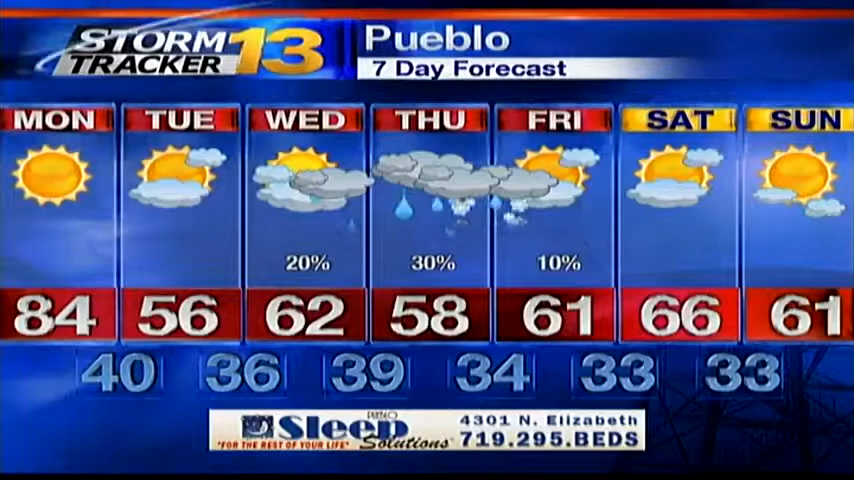 STORM TRACKER 13
Pueblo
7 Day Forecast
MON TUE WED THU FRI SAT SUN
20% 30% 10%
84 56 62 58 61 66 61
40 36 39 34 33 33
PUEBLO
Sleep
Solutions
"FOR THE REST OF YOUR LIFE"
4301 N. Elizabeth
719.295.BEDS